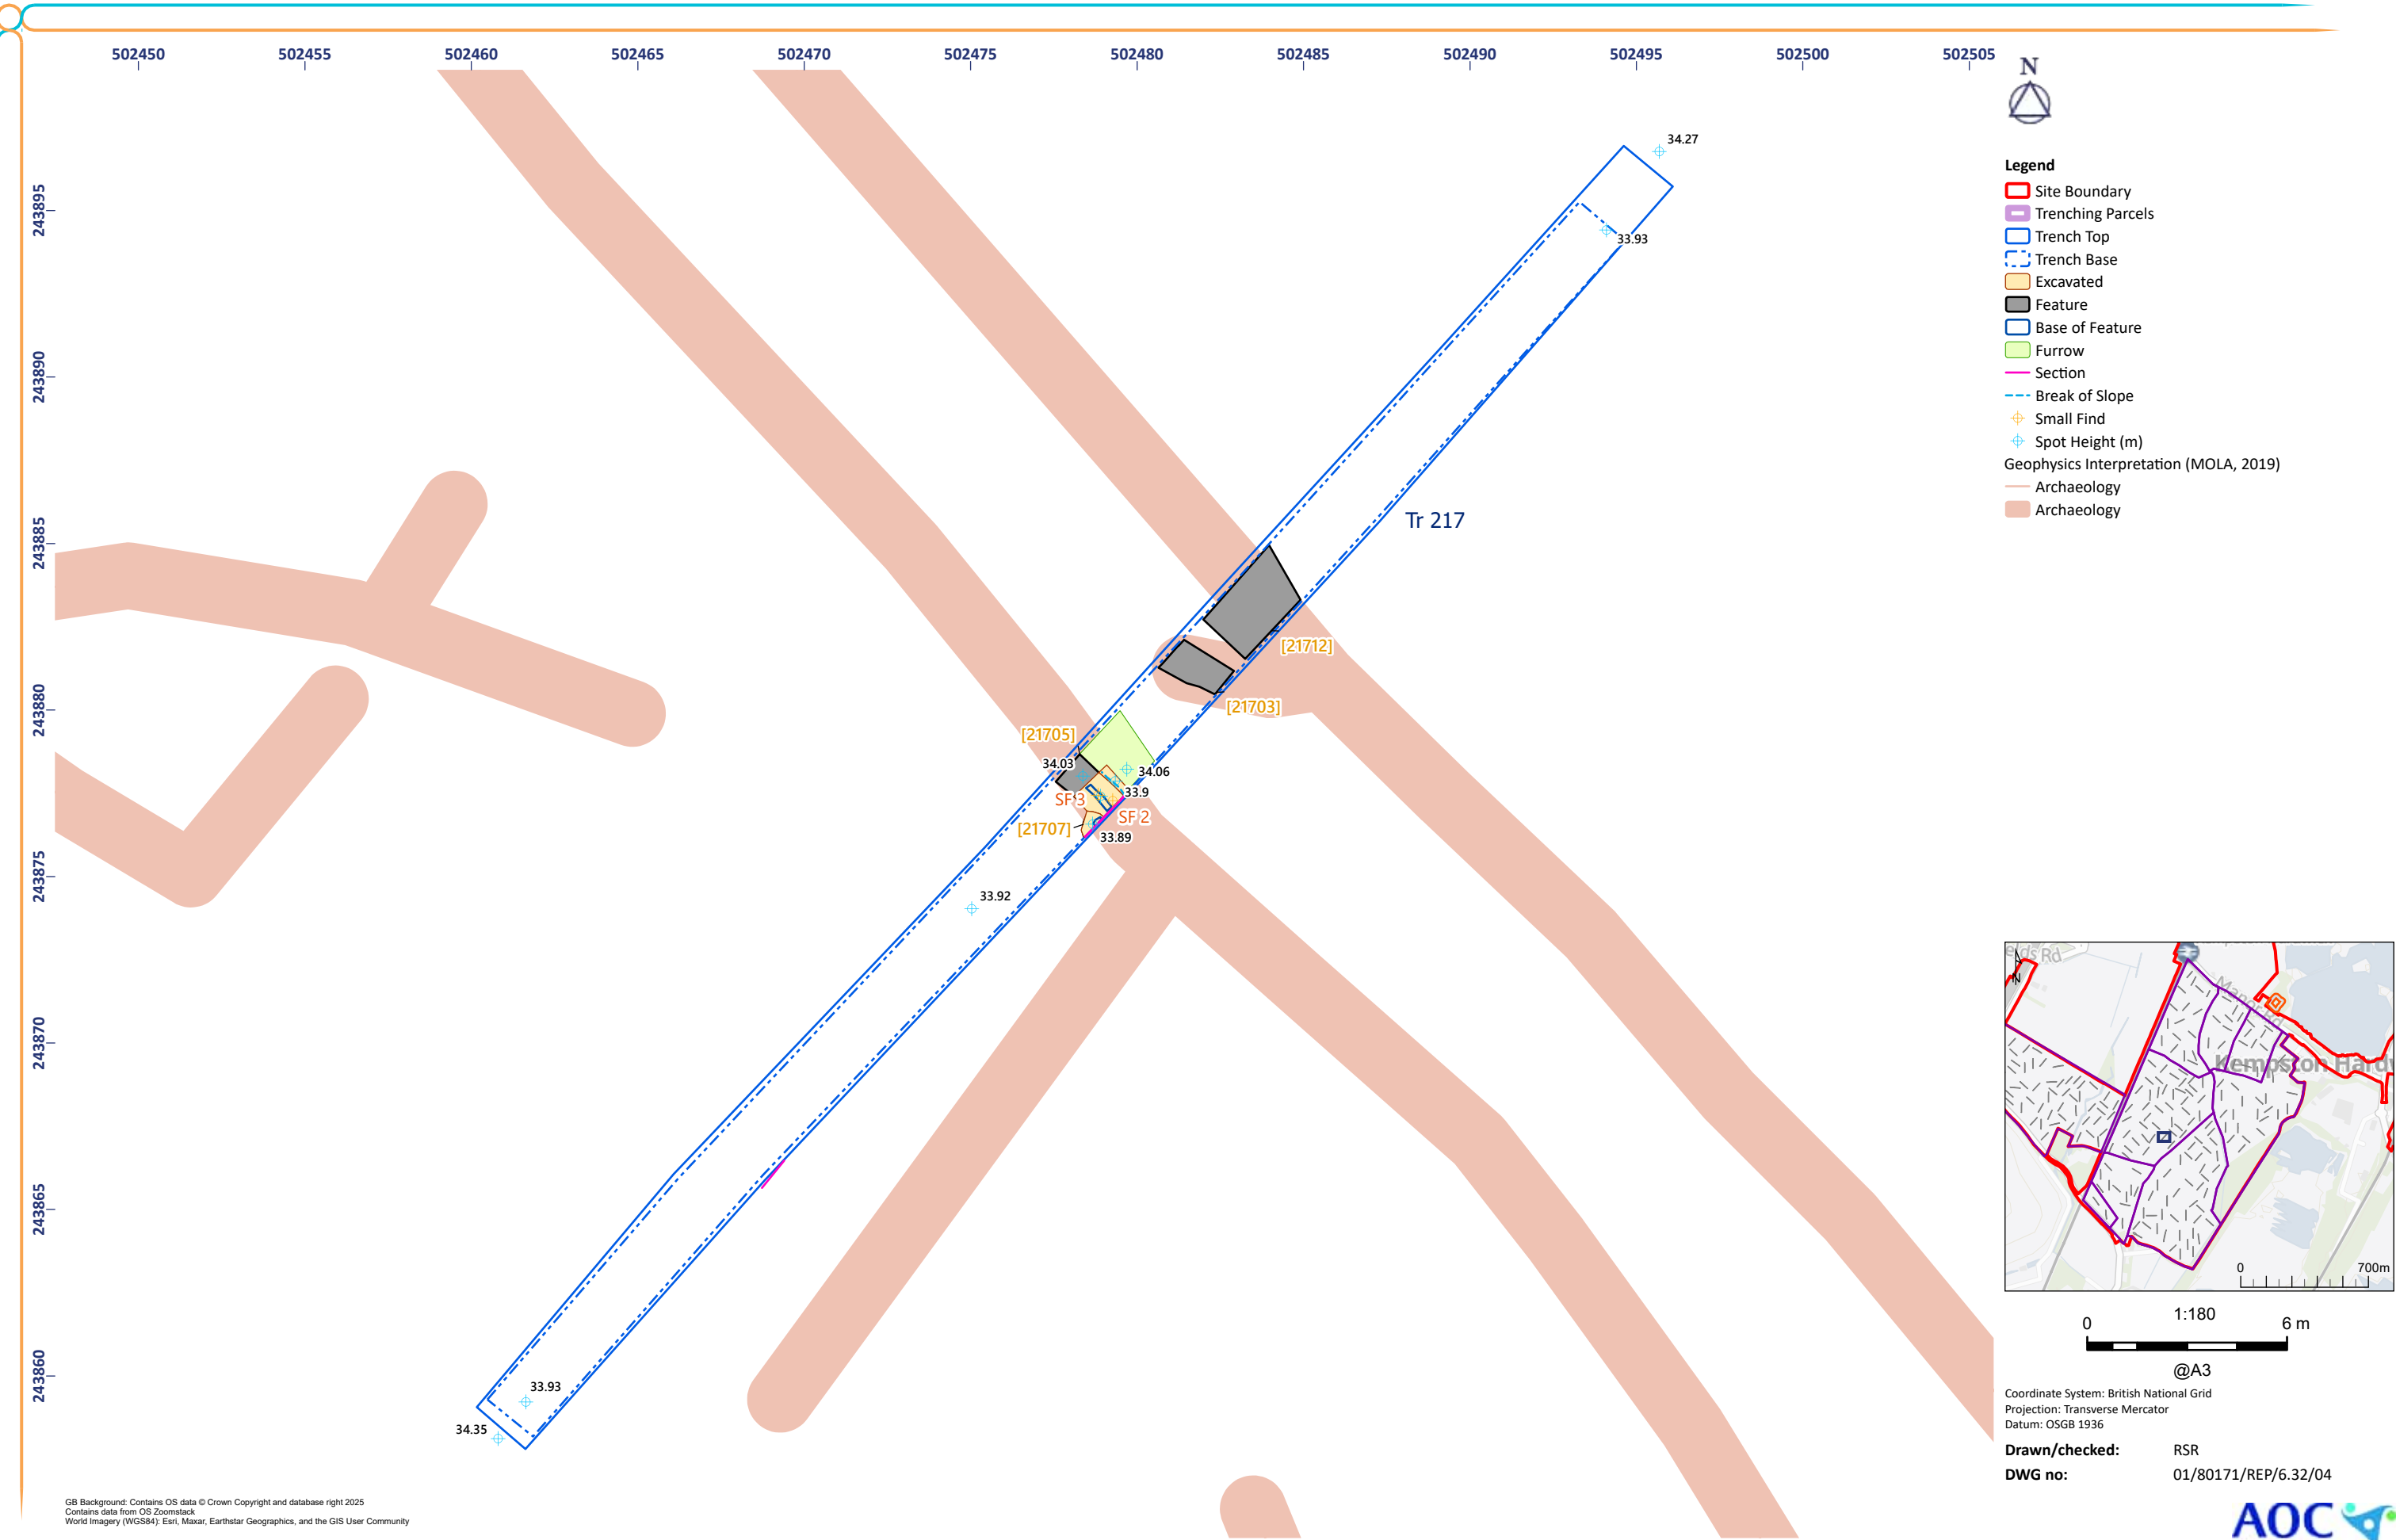 502450 502455 502460 502465 502470 502475 502480 502485 502490 502495 502500 502505
N
243895
243890
243885
243880
243875
243870
243865
243860
34.27
33.93
Tr 217
[21712]
[21703]
[21705]
34.03
34.06
33.9
SF 3
SF 2
[21707]
33.89
33.92
33.93
34.35
Legend
Site Boundary
Trenching Parcels
Trench Top
Trench Base
Excavated
Feature
Base of Feature
Furrow
Section
Break of Slope
Small Find
Spot Height (m)
Geophysics Interpretation (MOLA, 2019)
Archaeology
Archaeology
N
Manor Rd
Kempston Hardw
0 700m
1:180
0 6 m
@A3
Coordinate System: British National Grid
Projection: Transverse Mercator
Datum: OSGB 1936
Drawn/checked: RSR
DWG no: 01/80171/REP/6.32/04
AOC
GB Background: Contains OS data © Crown Copyright and database right 2025
Contains data from OS Zoomstack
World Imagery (WGS84): Esri, Maxar, Earthstar Geographics, and the GIS User Community